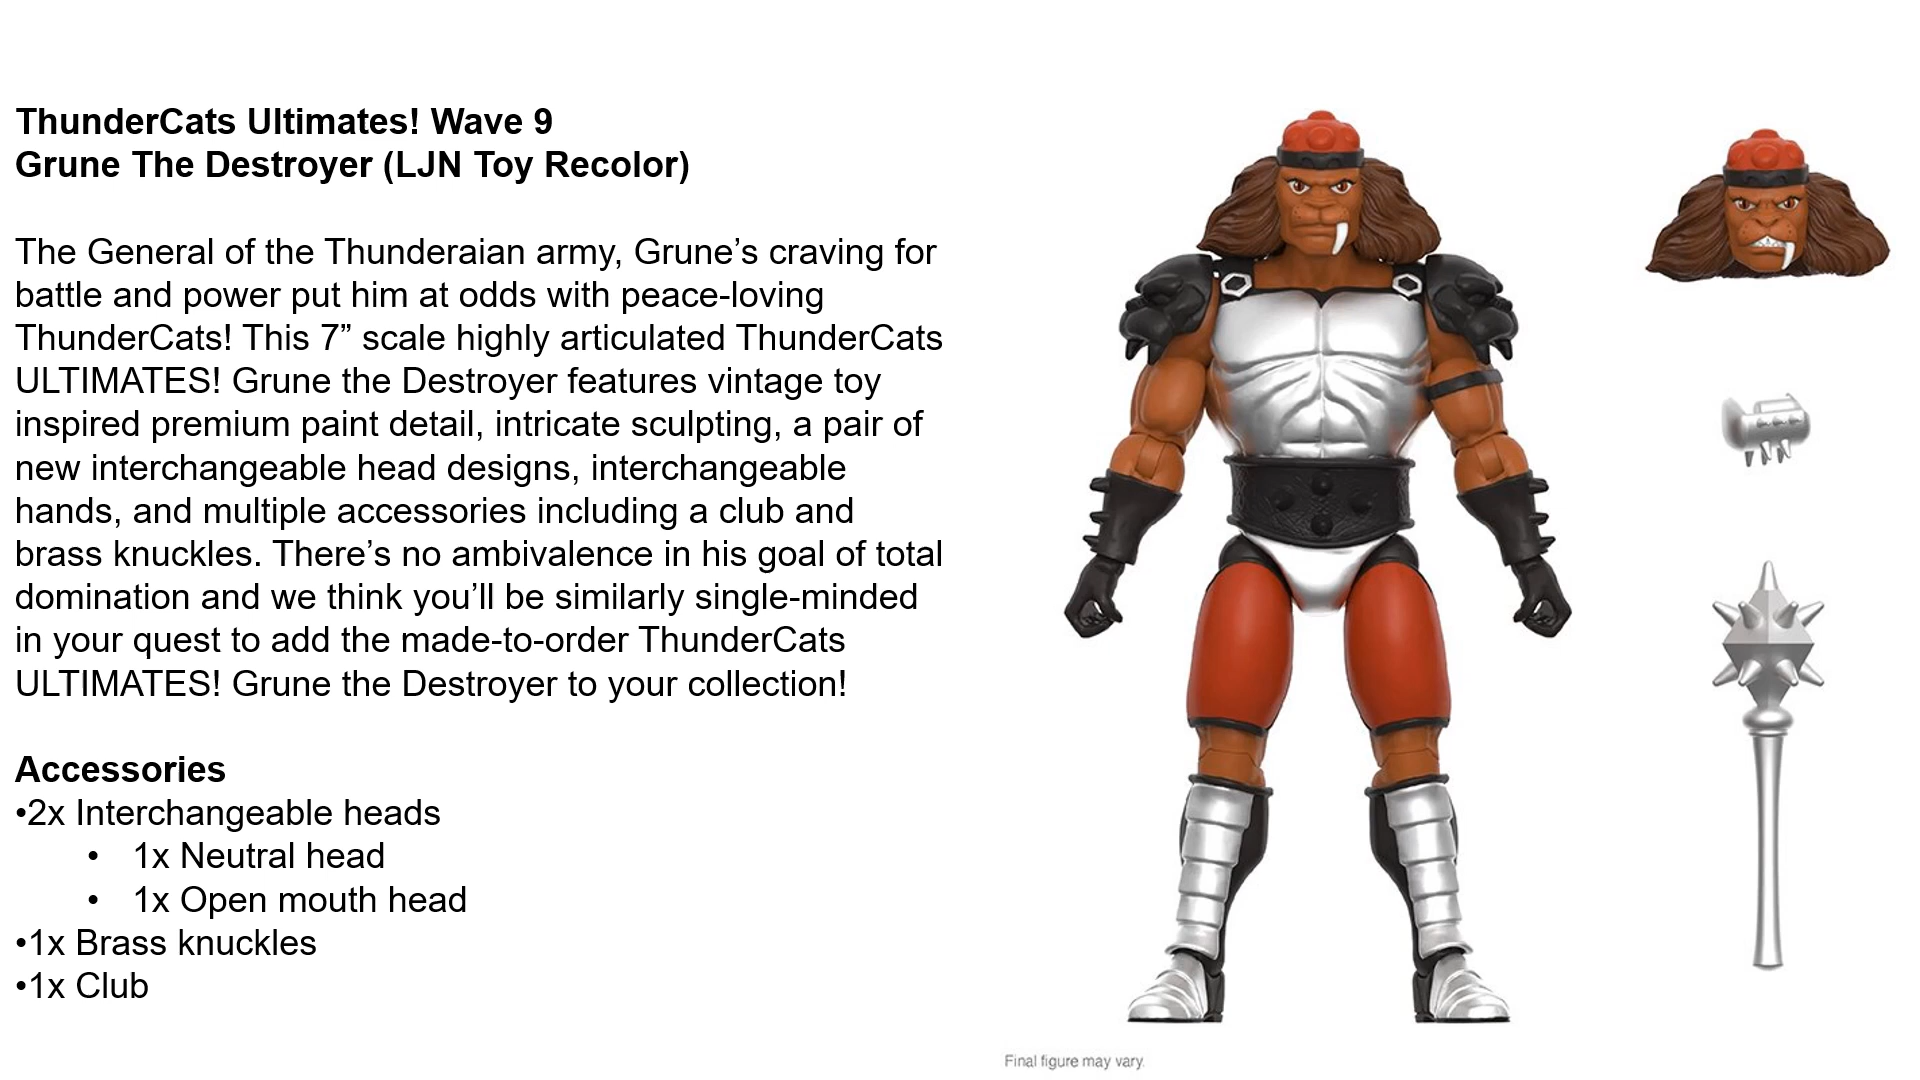 ThunderCats Ultimates! Wave 9
Grune The Destroyer (LJN Toy Recolor)
The General of the Thunderaian army, Grune’s craving for
battle and power put him at odds with peace-loving
ThunderCats! This 7” scale highly articulated ThunderCats
ULTIMATES! Grune the Destroyer features vintage toy
inspired premium paint detail, intricate sculpting, a pair of
new interchangeable head designs, interchangeable
hands, and multiple accessories including a club and
brass knuckles. There’s no ambivalence in his goal of total
domination and we think you’ll be similarly single-minded
in your quest to add the made-to-order ThunderCats
ULTIMATES! Grune the Destroyer to your collection!
Accessories
•2x Interchangeable heads
• 1x Neutral head
• 1x Open mouth head
•1x Brass knuckles
•1x Club
Final figure may vary.